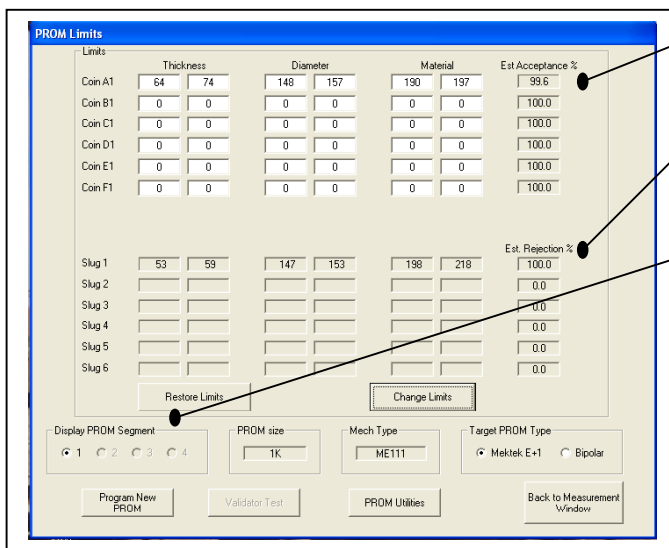 PROM Limits
Limits
Thickness Diameter Material Est Acceptance %
Coin A1 64 74 148 157 190 197 99.6
Coin B1 0 0 0 0 0 0 100.0
Coin C1 0 0 0 0 0 0 100.0
Coin D1 0 0 0 0 0 0 100.0
Coin E1 0 0 0 0 0 0 100.0
Coin F1 0 0 0 0 0 0 100.0
Est. Rejection %
Slug 1 53 59 147 153 198 218 100.0
Slug 2 0.0
Slug 3 0.0
Slug 4 0.0
Slug 5 0.0
Slug 6 0.0
Restore Limits Change Limits
Display PROM Segment PROM size Mech Type Target PROM Type
1 2 3 4 1K ME111 Mektek E+1 Bipolar
Program New PROM Validator Test PROM Utilities Back to Measurement Window